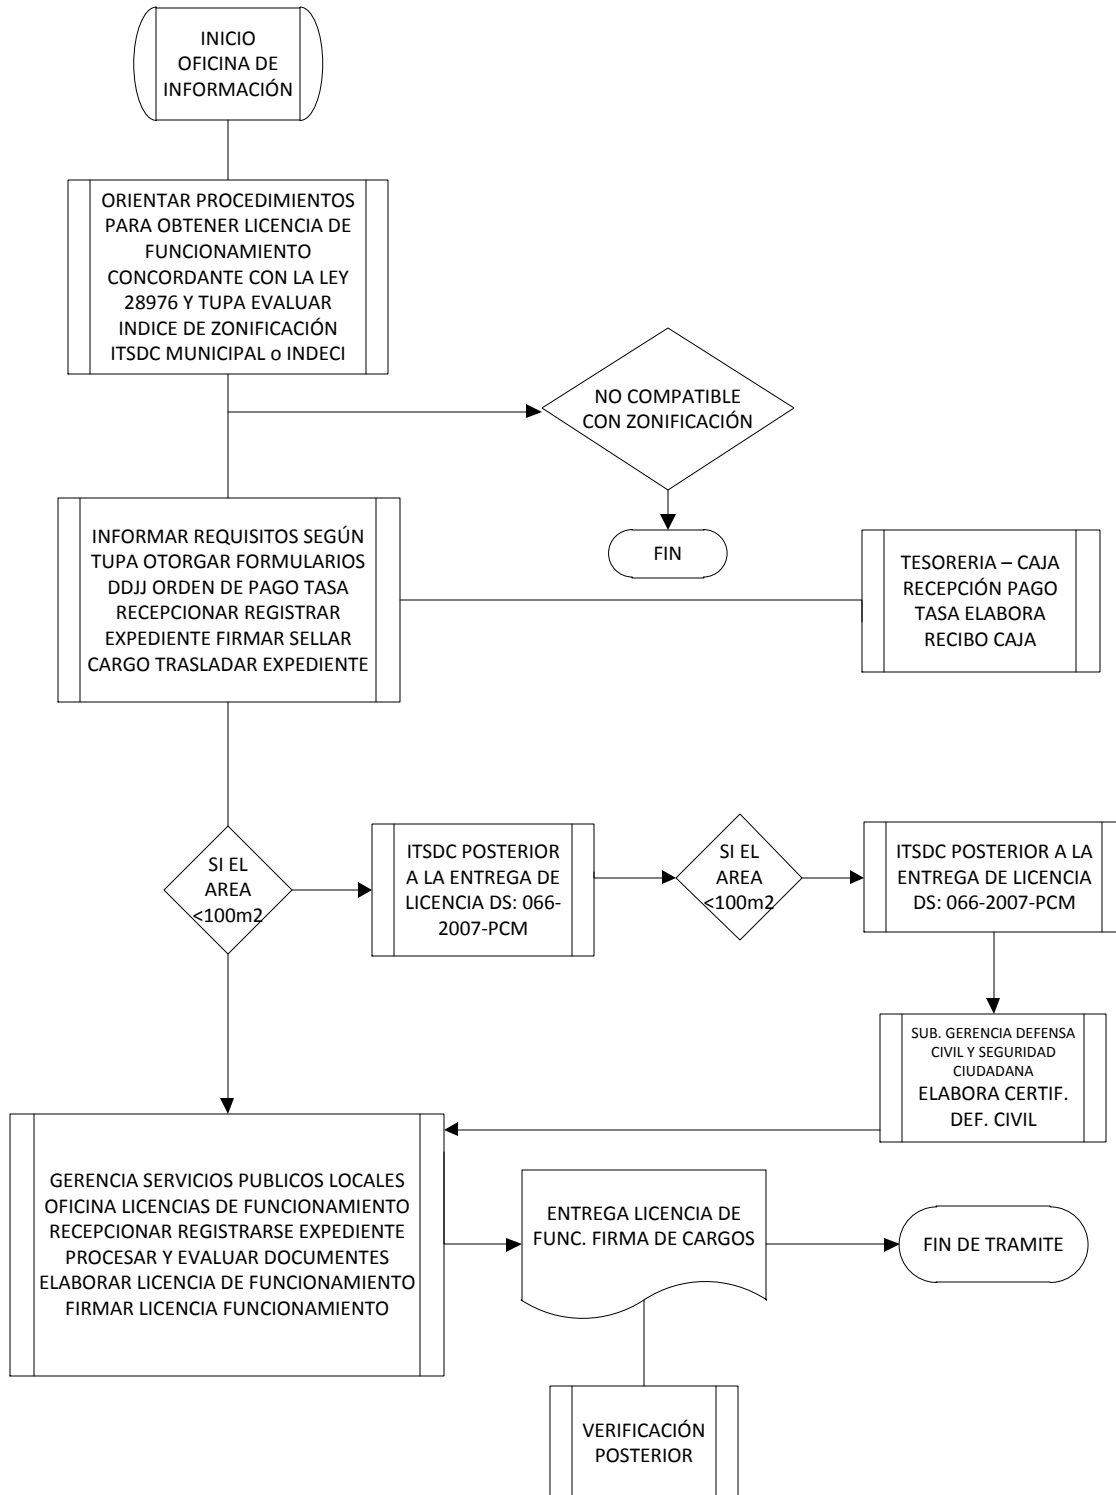 INICIO
OFICINA DE
INFORMACIÓN
ORIENTAR PROCEDIMIENTOS
PARA OBTENER LICENCIA DE
FUNCIONAMIENTO
CONCORDANTE CON LA LEY
28976 Y TUPA EVALUAR
INDICE DE ZONIFICACIÓN
ITSDC MUNICIPAL o INDECI
NO COMPATIBLE
CON ZONIFICACIÓN
FIN
INFORMAR REQUISITOS SEGÚN
TUPA OTORGAR FORMULARIOS
DDJJ ORDEN DE PAGO TASA
RECEPCIONAR REGISTRAR
EXPEDIENTE FIRMAR SELLAR
CARGO TRASLADAR EXPEDIENTE
TESORERIA – CAJA
RECEPCIÓN PAGO
TASA ELABORA
RECIBO CAJA
SI EL
AREA
<100m2
ITSDC POSTERIOR
A LA ENTREGA DE
LICENCIA DS: 066-
2007-PCM
SI EL
AREA
<100m2
ITSDC POSTERIOR A LA
ENTREGA DE LICENCIA
DS: 066-2007-PCM
SUB. GERENCIA DEFENSA
CIVIL Y SEGURIDAD
CIUDADANA
ELABORA CERTIF.
DEF. CIVIL
GERENCIA SERVICIOS PUBLICOS LOCALES
OFICINA LICENCIAS DE FUNCIONAMIENTO
RECEPCIONAR REGISTRARSE EXPEDIENTE
PROCESAR Y EVALUAR DOCUMENTES
ELABORAR LICENCIA DE FUNCIONAMIENTO
FIRMAR LICENCIA FUNCIONAMIENTO
ENTREGA LICENCIA DE
FUNC. FIRMA DE CARGOS
FIN DE TRAMITE
VERIFICACIÓN
POSTERIOR